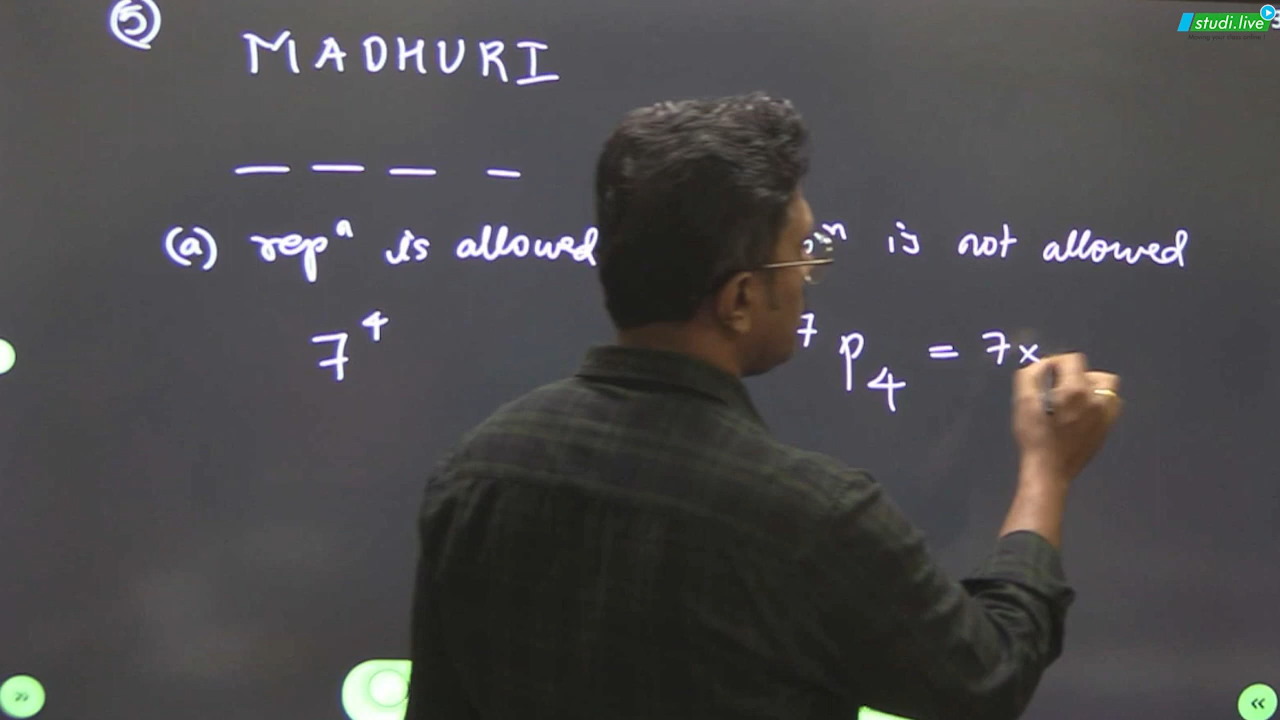 studi.live
⑤ MADHURI
(a) repⁿ is allowed is not allowed
7⁴ ⁷P₄ = 7×